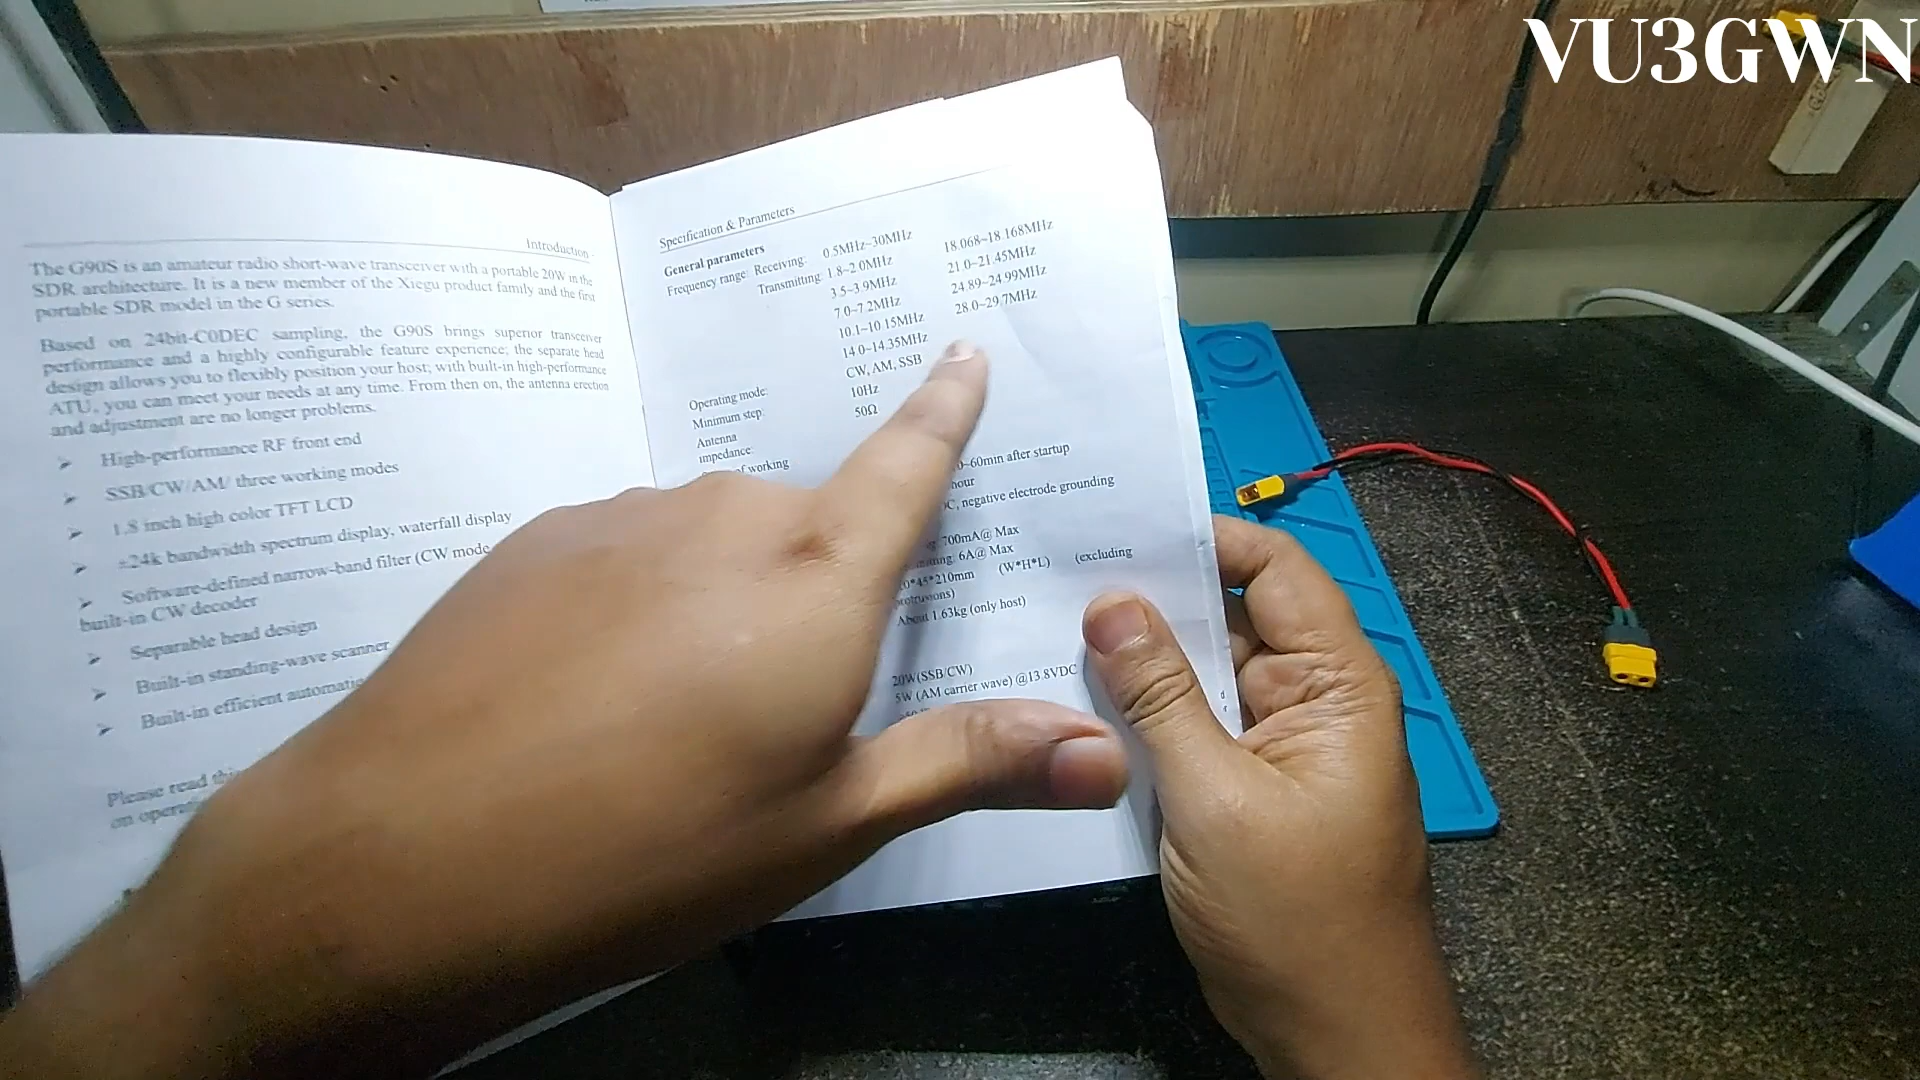 VU3GWN
Introduction
The G90S is an amateur radio short-wave transceiver with a portable 20W in the
SDR architecture. It is a new member of the Xiegu product family and the first
portable SDR model in the G series.
Based on 24bit-C0DEC sampling, the G90S brings superior transceiver
performance and a highly configurable feature experience; the separate head
design allows you to flexibly position your host; with built-in high-performance
ATU, you can meet your needs at any time. From then on, the antenna erection
and adjustment are no longer problems.
➢ High-performance RF front end
➢ SSB/CW/AM/ three working modes
➢ 1.8 inch high color TFT LCD
➢ ±24k bandwidth spectrum display, waterfall display
➢ Software-defined narrow-band filter (CW mode
built-in CW decoder
➢ Separable head design
➢ Built-in standing-wave scanner
➢ Built-in efficient
Please read
on
Specification & Parameters
General parameters
Frequency range: Receiving: 0.5MHz~30MHz
Transmitting: 1.8~2.0MHz 18.068~18.168MHz
3.5~3.9MHz 21.0~21.45MHz
7.0~7.2MHz 24.89~24.99MHz
10.1~10.15MHz 28.0~29.7MHz
14.0~14.35MHz
Operating mode: CW, AM, SSB
Minimum step: 10Hz
Antenna 50Ω
impedance:
of working
0~60min after startup
hour
C, negative electrode grounding
700mA@ Max
6A@ Max
0*45*210mm (W*H*L) (excluding
protrusions)
About 1.63kg (only host)
20W(SSB/CW)
5W (AM carrier wave) @13.8VDC